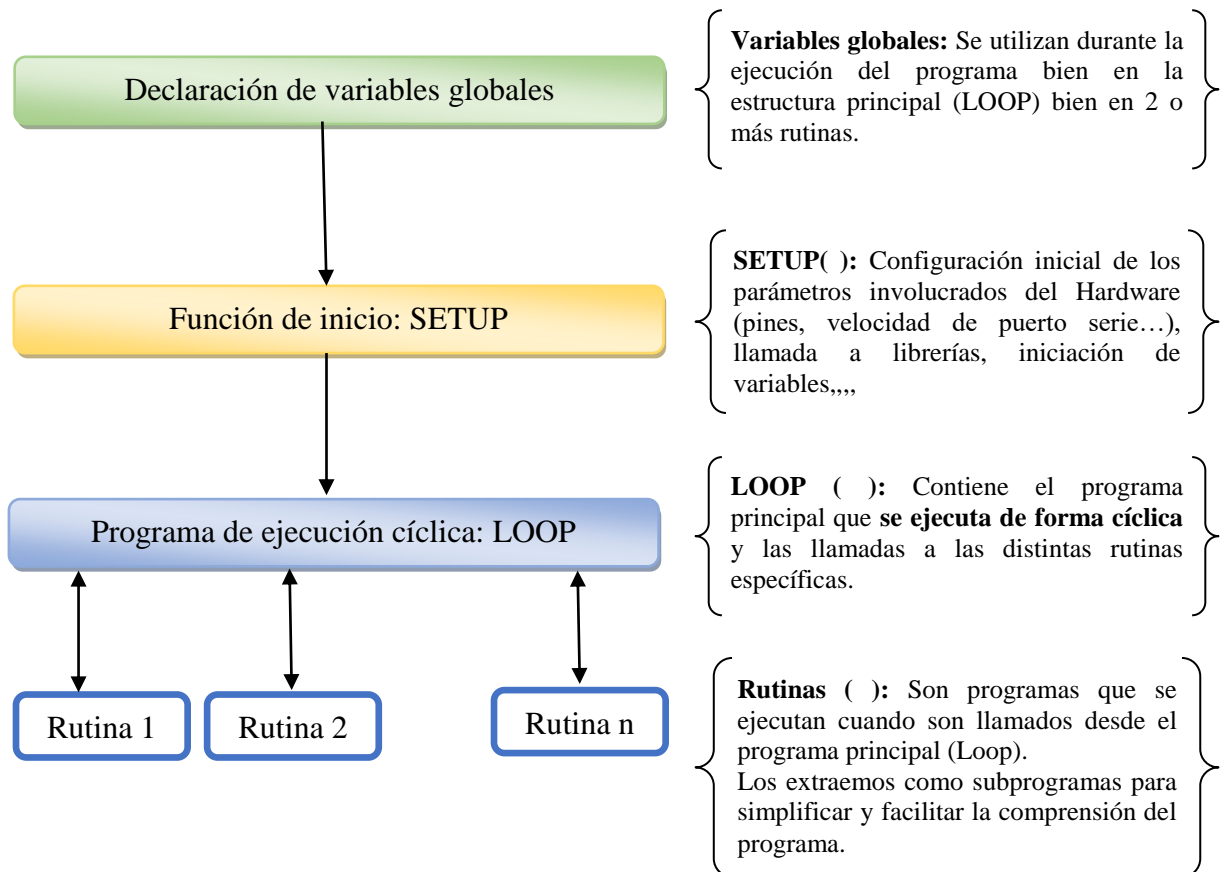 Declaración de variables globales
Variables globales: Se utilizan durante la
ejecución del programa bien en la
estructura principal (LOOP) bien en 2 o
más rutinas.
Función de inicio: SETUP
SETUP( ): Configuración inicial de los
parámetros involucrados del Hardware
(pines, velocidad de puerto serie…),
llamada a librerías, iniciación de
variables,,,,
Programa de ejecución cíclica: LOOP
LOOP ( ): Contiene el programa
principal que se ejecuta de forma cíclica
y las llamadas a las distintas rutinas
específicas.
Rutina 1
Rutina 2
Rutina n
Rutinas ( ): Son programas que se
ejecutan cuando son llamados desde el
programa principal (Loop).
Los extraemos como subprogramas para
simplificar y facilitar la comprensión del
programa.